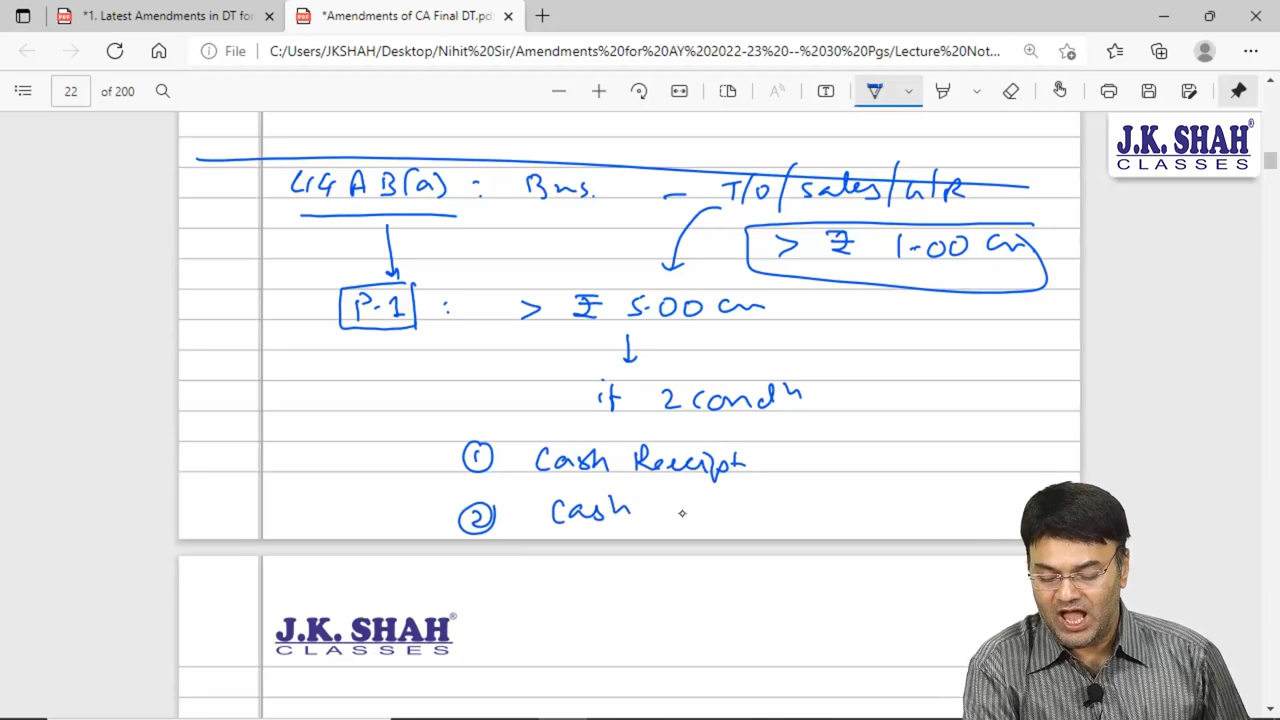 *1. Latest Amendments in DT for
*Amendments of CA Final DT.pdf
File
C:/Users/JKSHAH/Desktop/Nihit%20Sir/Amendments%20for%20AY%202022-23%20--%2030%20Pgs/Lecture%20Not...
22 of 200
J.K. SHAH®
CLASSES
44AB(a) : Bus. - T/O/Sales/G/R
> ₹ 1.00 Cr
P.1 : > ₹ 5.00 Cr
if 2 Condn
① Cash Receipt
② Cash
J.K. SHAH®
CLASSES